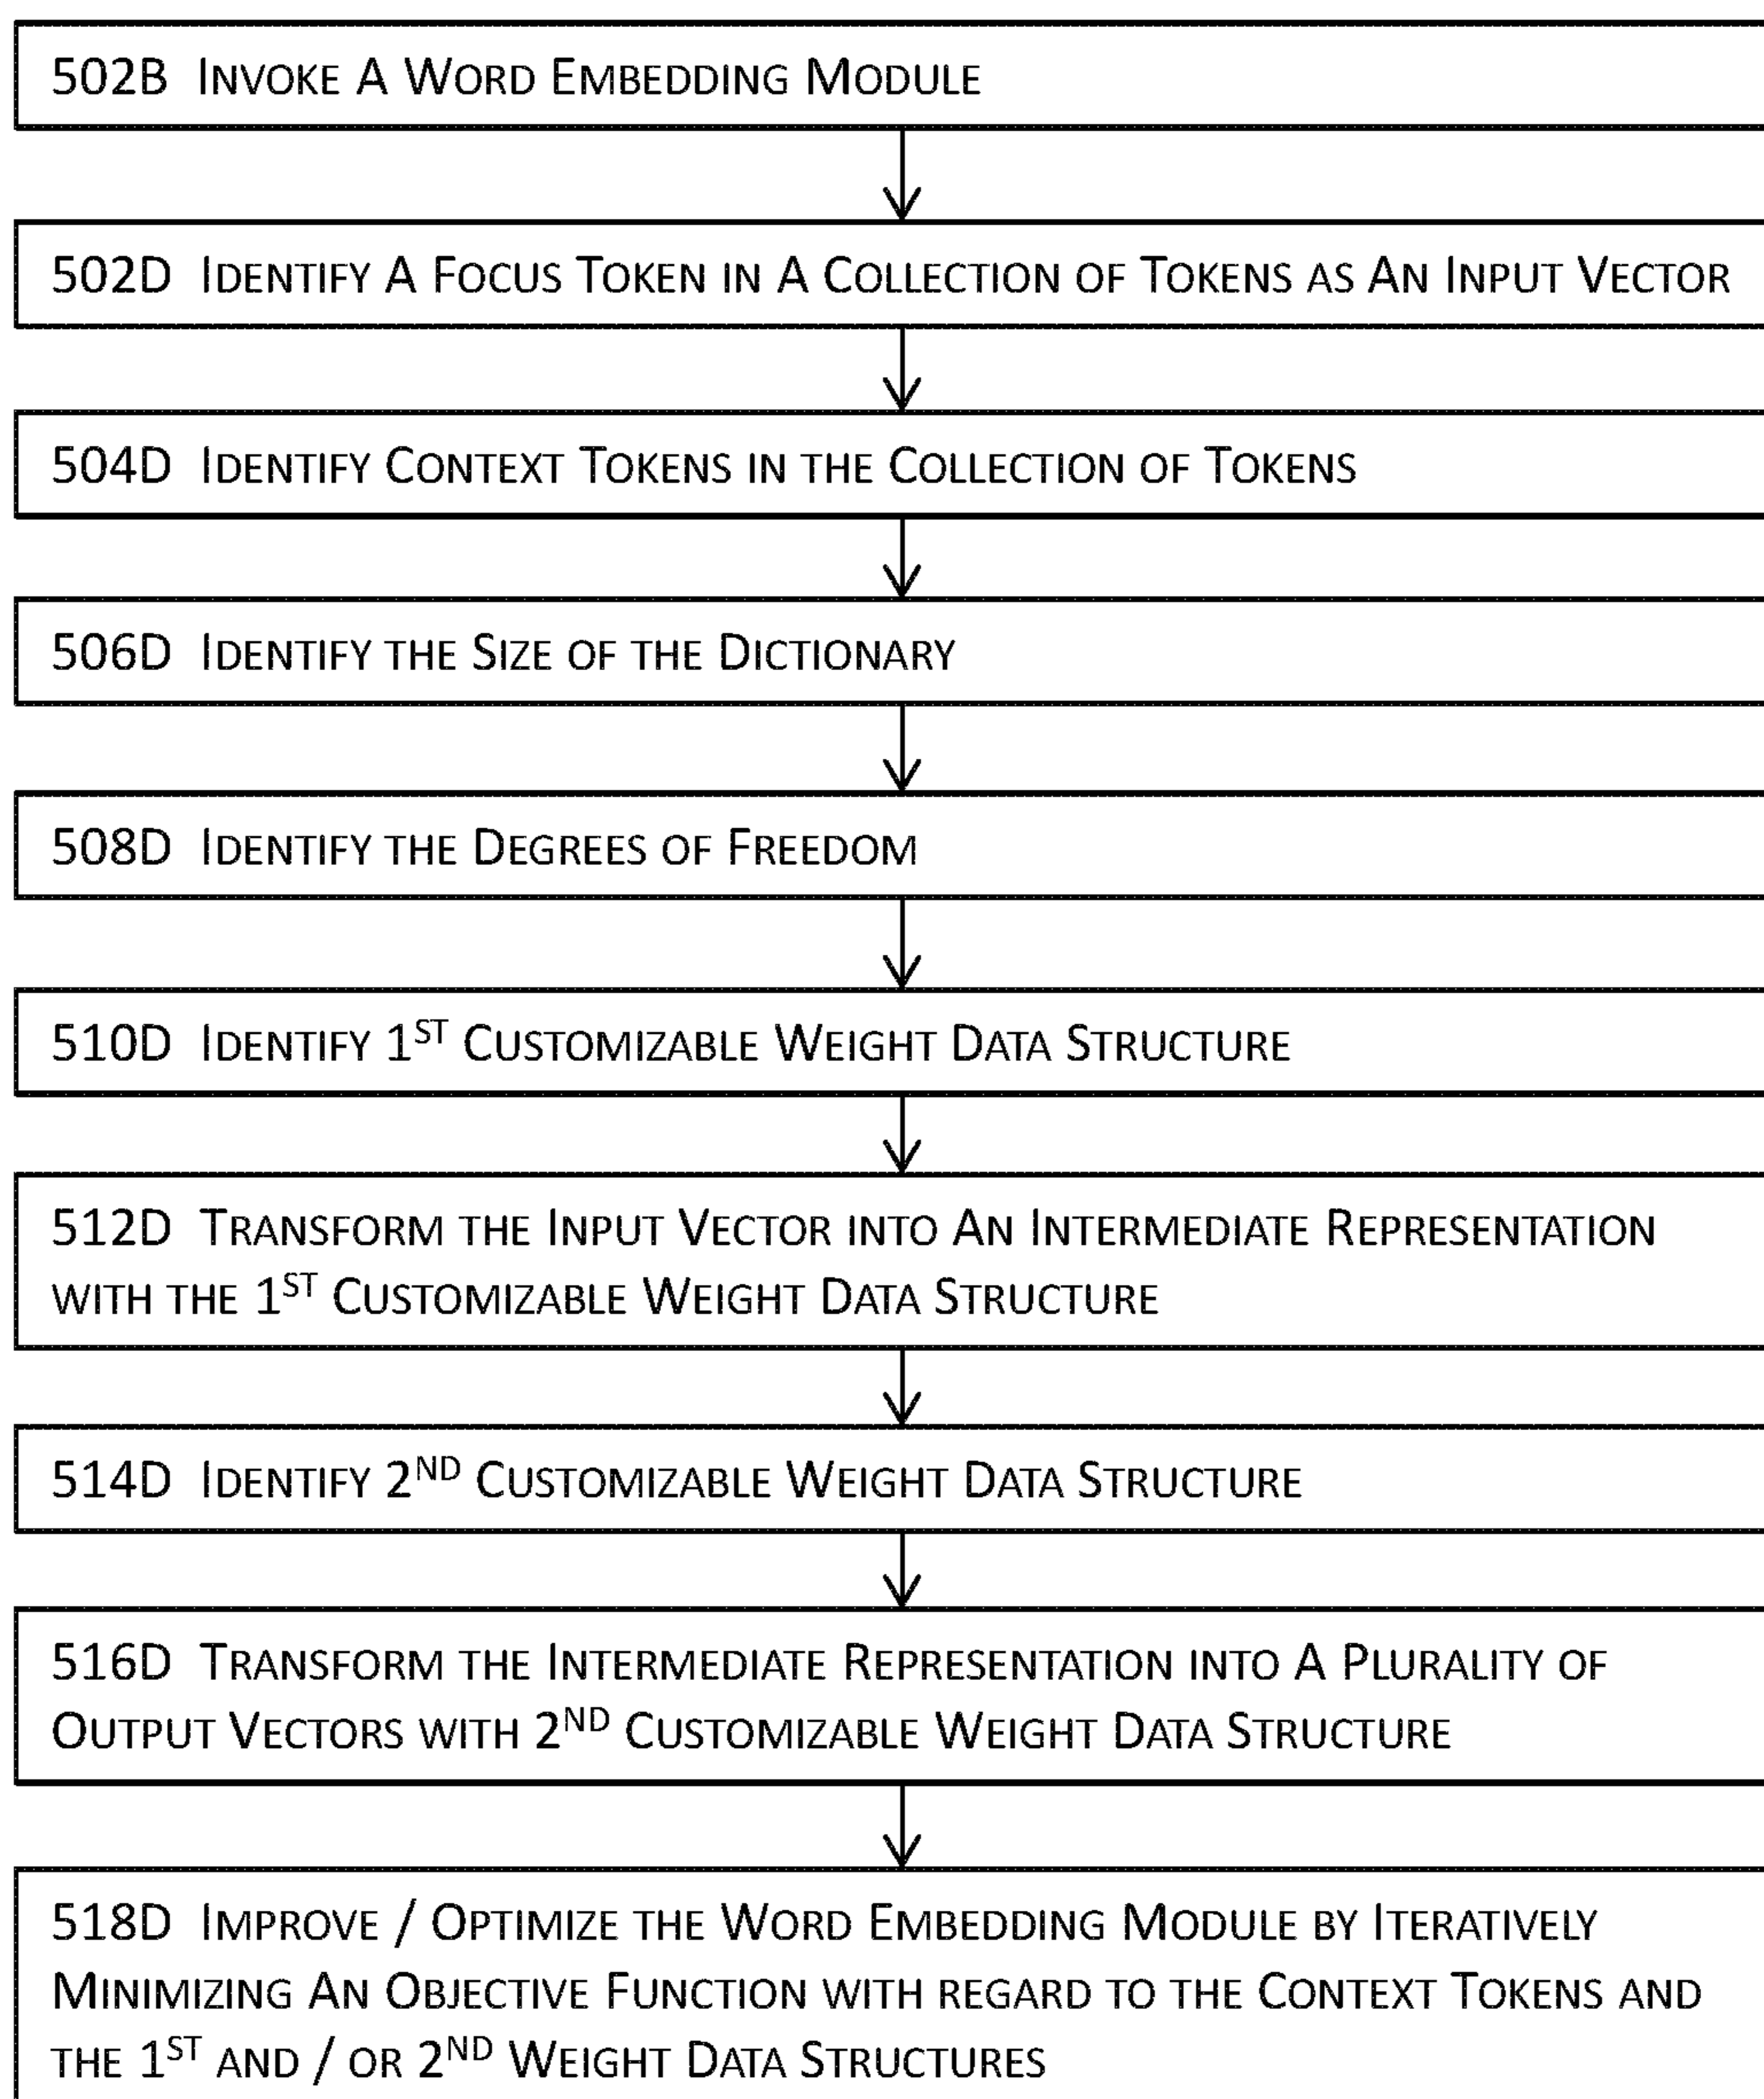 502B Invoke A Word Embedding Module
502D Identify A Focus Token in A Collection of Tokens as An Input Vector
504D Identify Context Tokens in the Collection of Tokens
506D Identify the Size of the Dictionary
508D Identify the Degrees of Freedom
510D Identify 1st Customizable Weight Data Structure
512D Transform the Input Vector into An Intermediate Representation
with the 1st Customizable Weight Data Structure
514D Identify 2nd Customizable Weight Data Structure
516D Transform the Intermediate Representation into A Plurality of
Output Vectors with 2nd Customizable Weight Data Structure
518D Improve / Optimize the Word Embedding Module by Iteratively
Minimizing An Objective Function with regard to the Context Tokens and
the 1st and / or 2nd Weight Data Structures